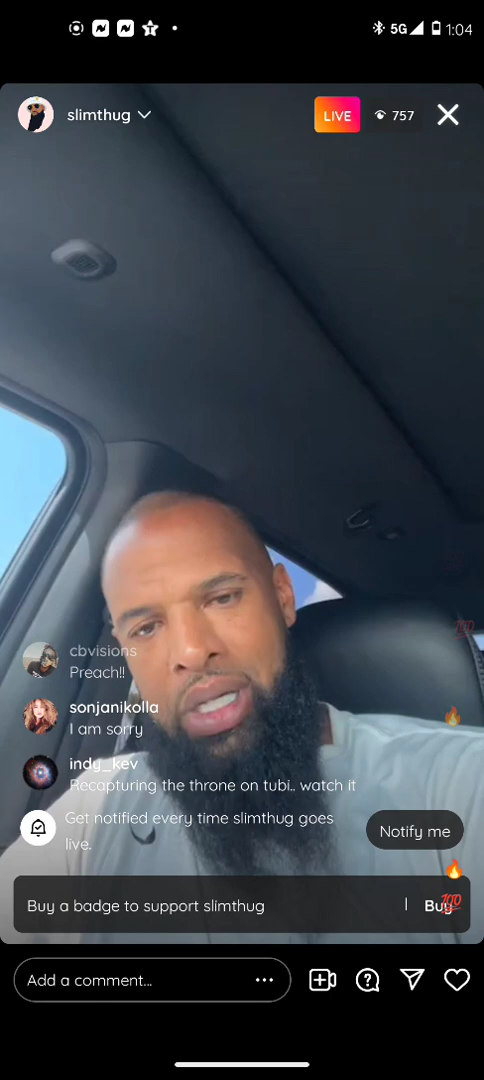 5G 1:04
slimthug LIVE 757
cbvisions
Preach!!
sonjanikolla
I am sorry
indy_kev
Recapturing the throne on tubi.. watch it
Get notified every time slimthug goes
live.
Notify me
Buy a badge to support slimthug | Buy
Add a comment...